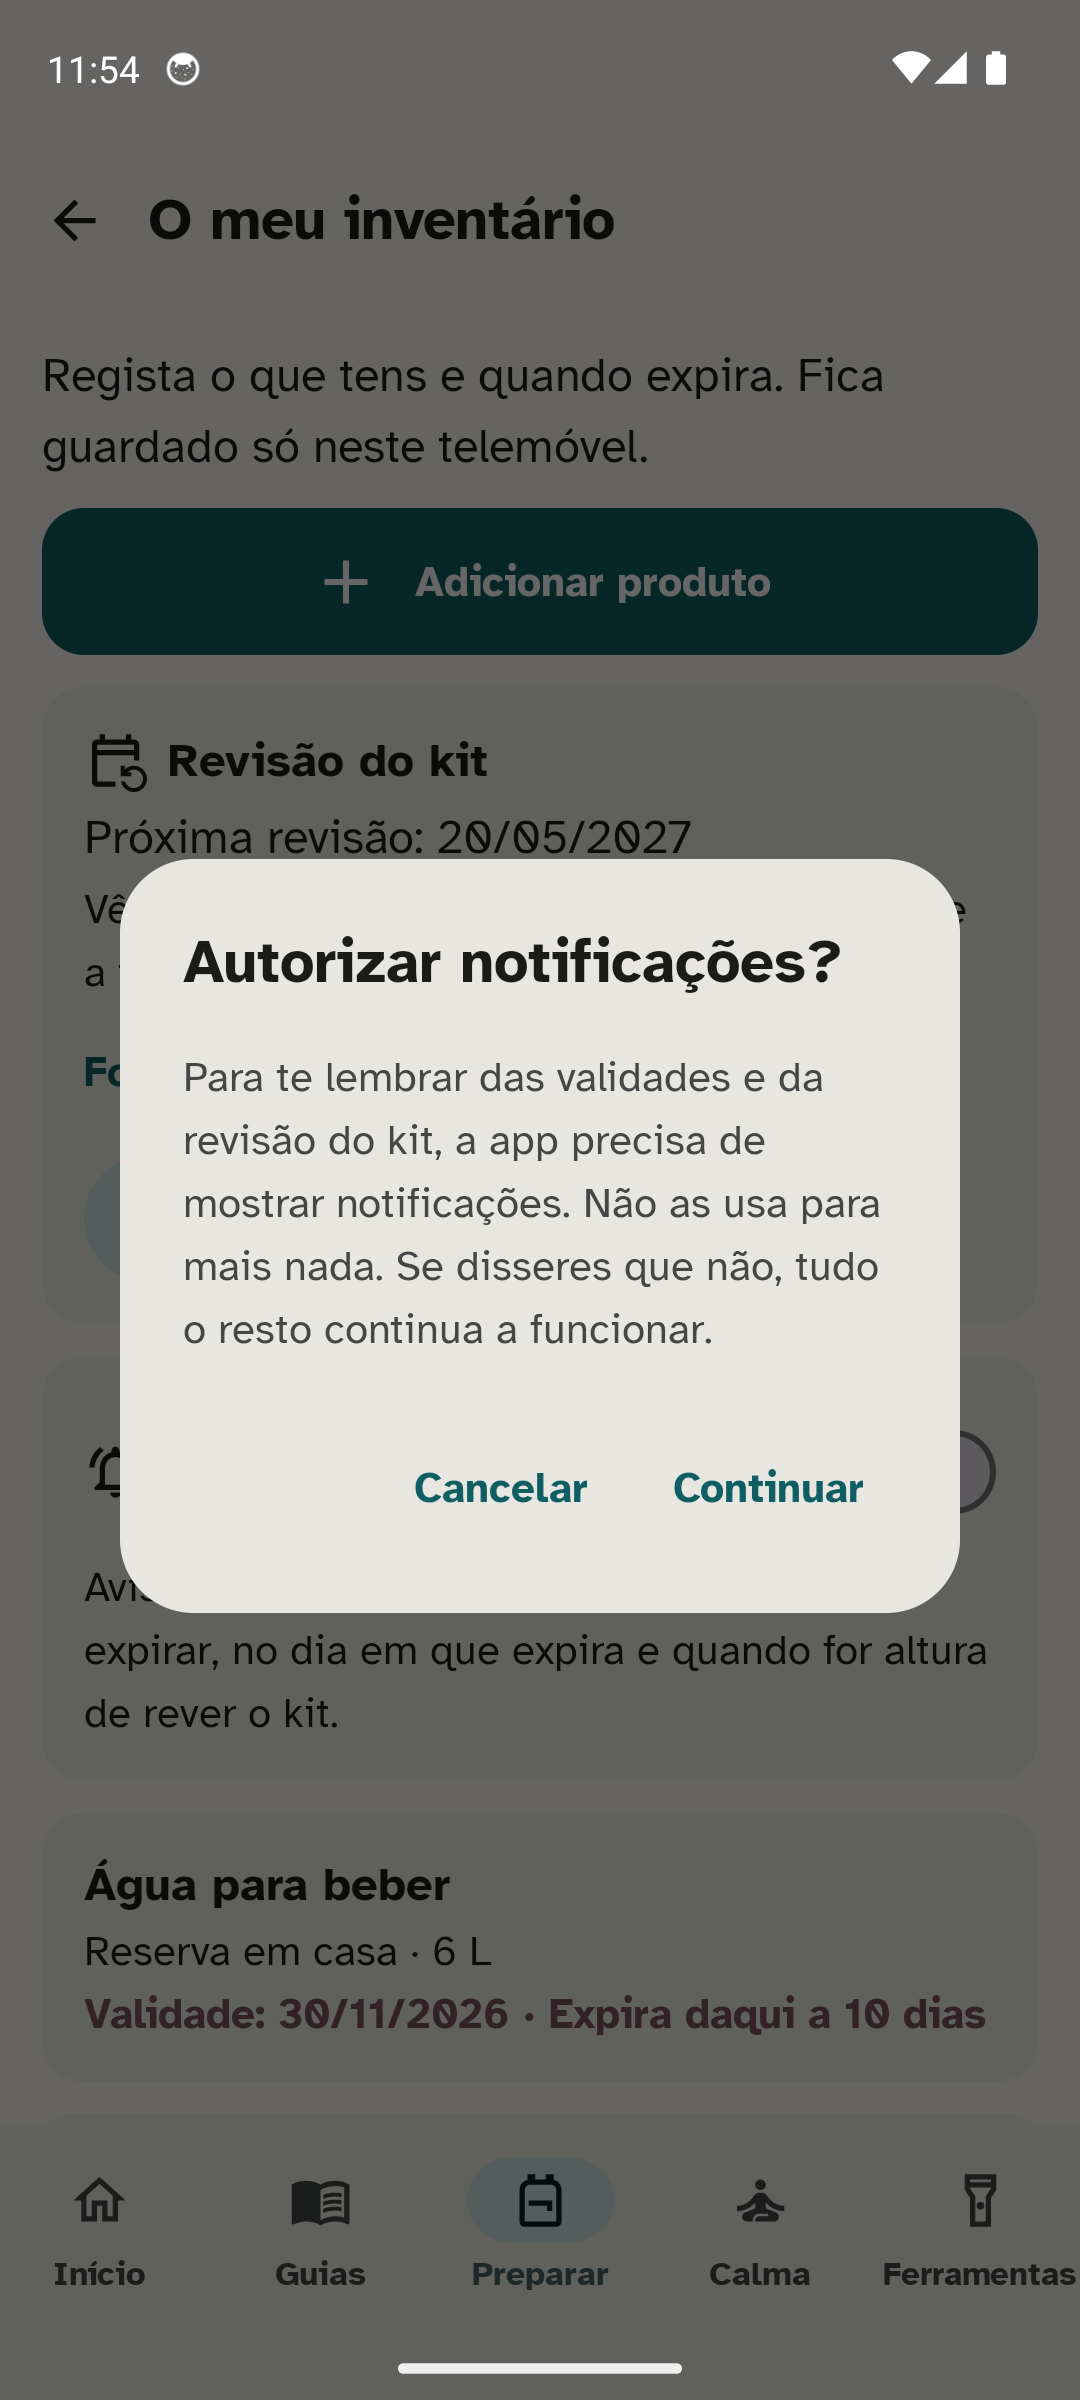 11:54
O meu inventário
Regista o que tens e quando expira. Fica
guardado só neste telemóvel.
Adicionar produto
Revisão do kit
Próxima revisão: 20/05/2027
a
Autorizar notificações?
Para te lembrar das validades e da
revisão do kit, a app precisa de
mostrar notificações. Não as usa para
mais nada. Se disseres que não, tudo
o resto continua a funcionar.
Cancelar
Continuar
expirar, no dia em que expira e quando for altura
de rever o kit.
Água para beber
Reserva em casa · 6 L
Validade: 30/11/2026 · Expira daqui a 10 dias
Início
Guias
Preparar
Calma
Ferramentas